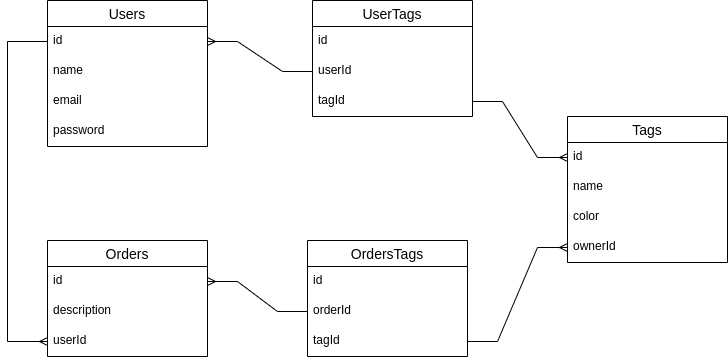 Users
id
name
email
password
UserTags
id
userId
tagId
Tags
id
name
color
ownerId
Orders
id
description
userId
OrdersTags
id
orderId
tagId